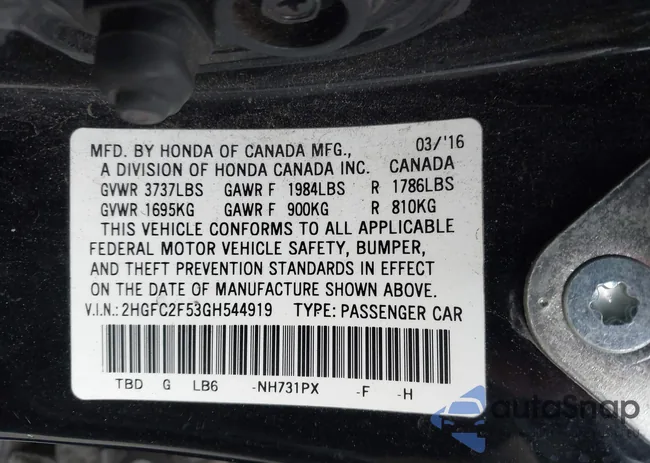 MFD. BY HONDA OF CANADA MFG., 03/'16
A DIVISION OF HONDA CANADA INC. CANADA
GVWR 3737LBS GAWR F 1984LBS R 1786LBS
GVWR 1695KG GAWR F 900KG R 810KG
THIS VEHICLE CONFORMS TO ALL APPLICABLE
FEDERAL MOTOR VEHICLE SAFETY, BUMPER,
AND THEFT PREVENTION STANDARDS IN EFFECT
ON THE DATE OF MANUFACTURE SHOWN ABOVE.
V.I.N.: 2HGFC2F53GH544919 TYPE: PASSENGER CAR
TBD G LB6 -NH731PX -F -H
autoSnap